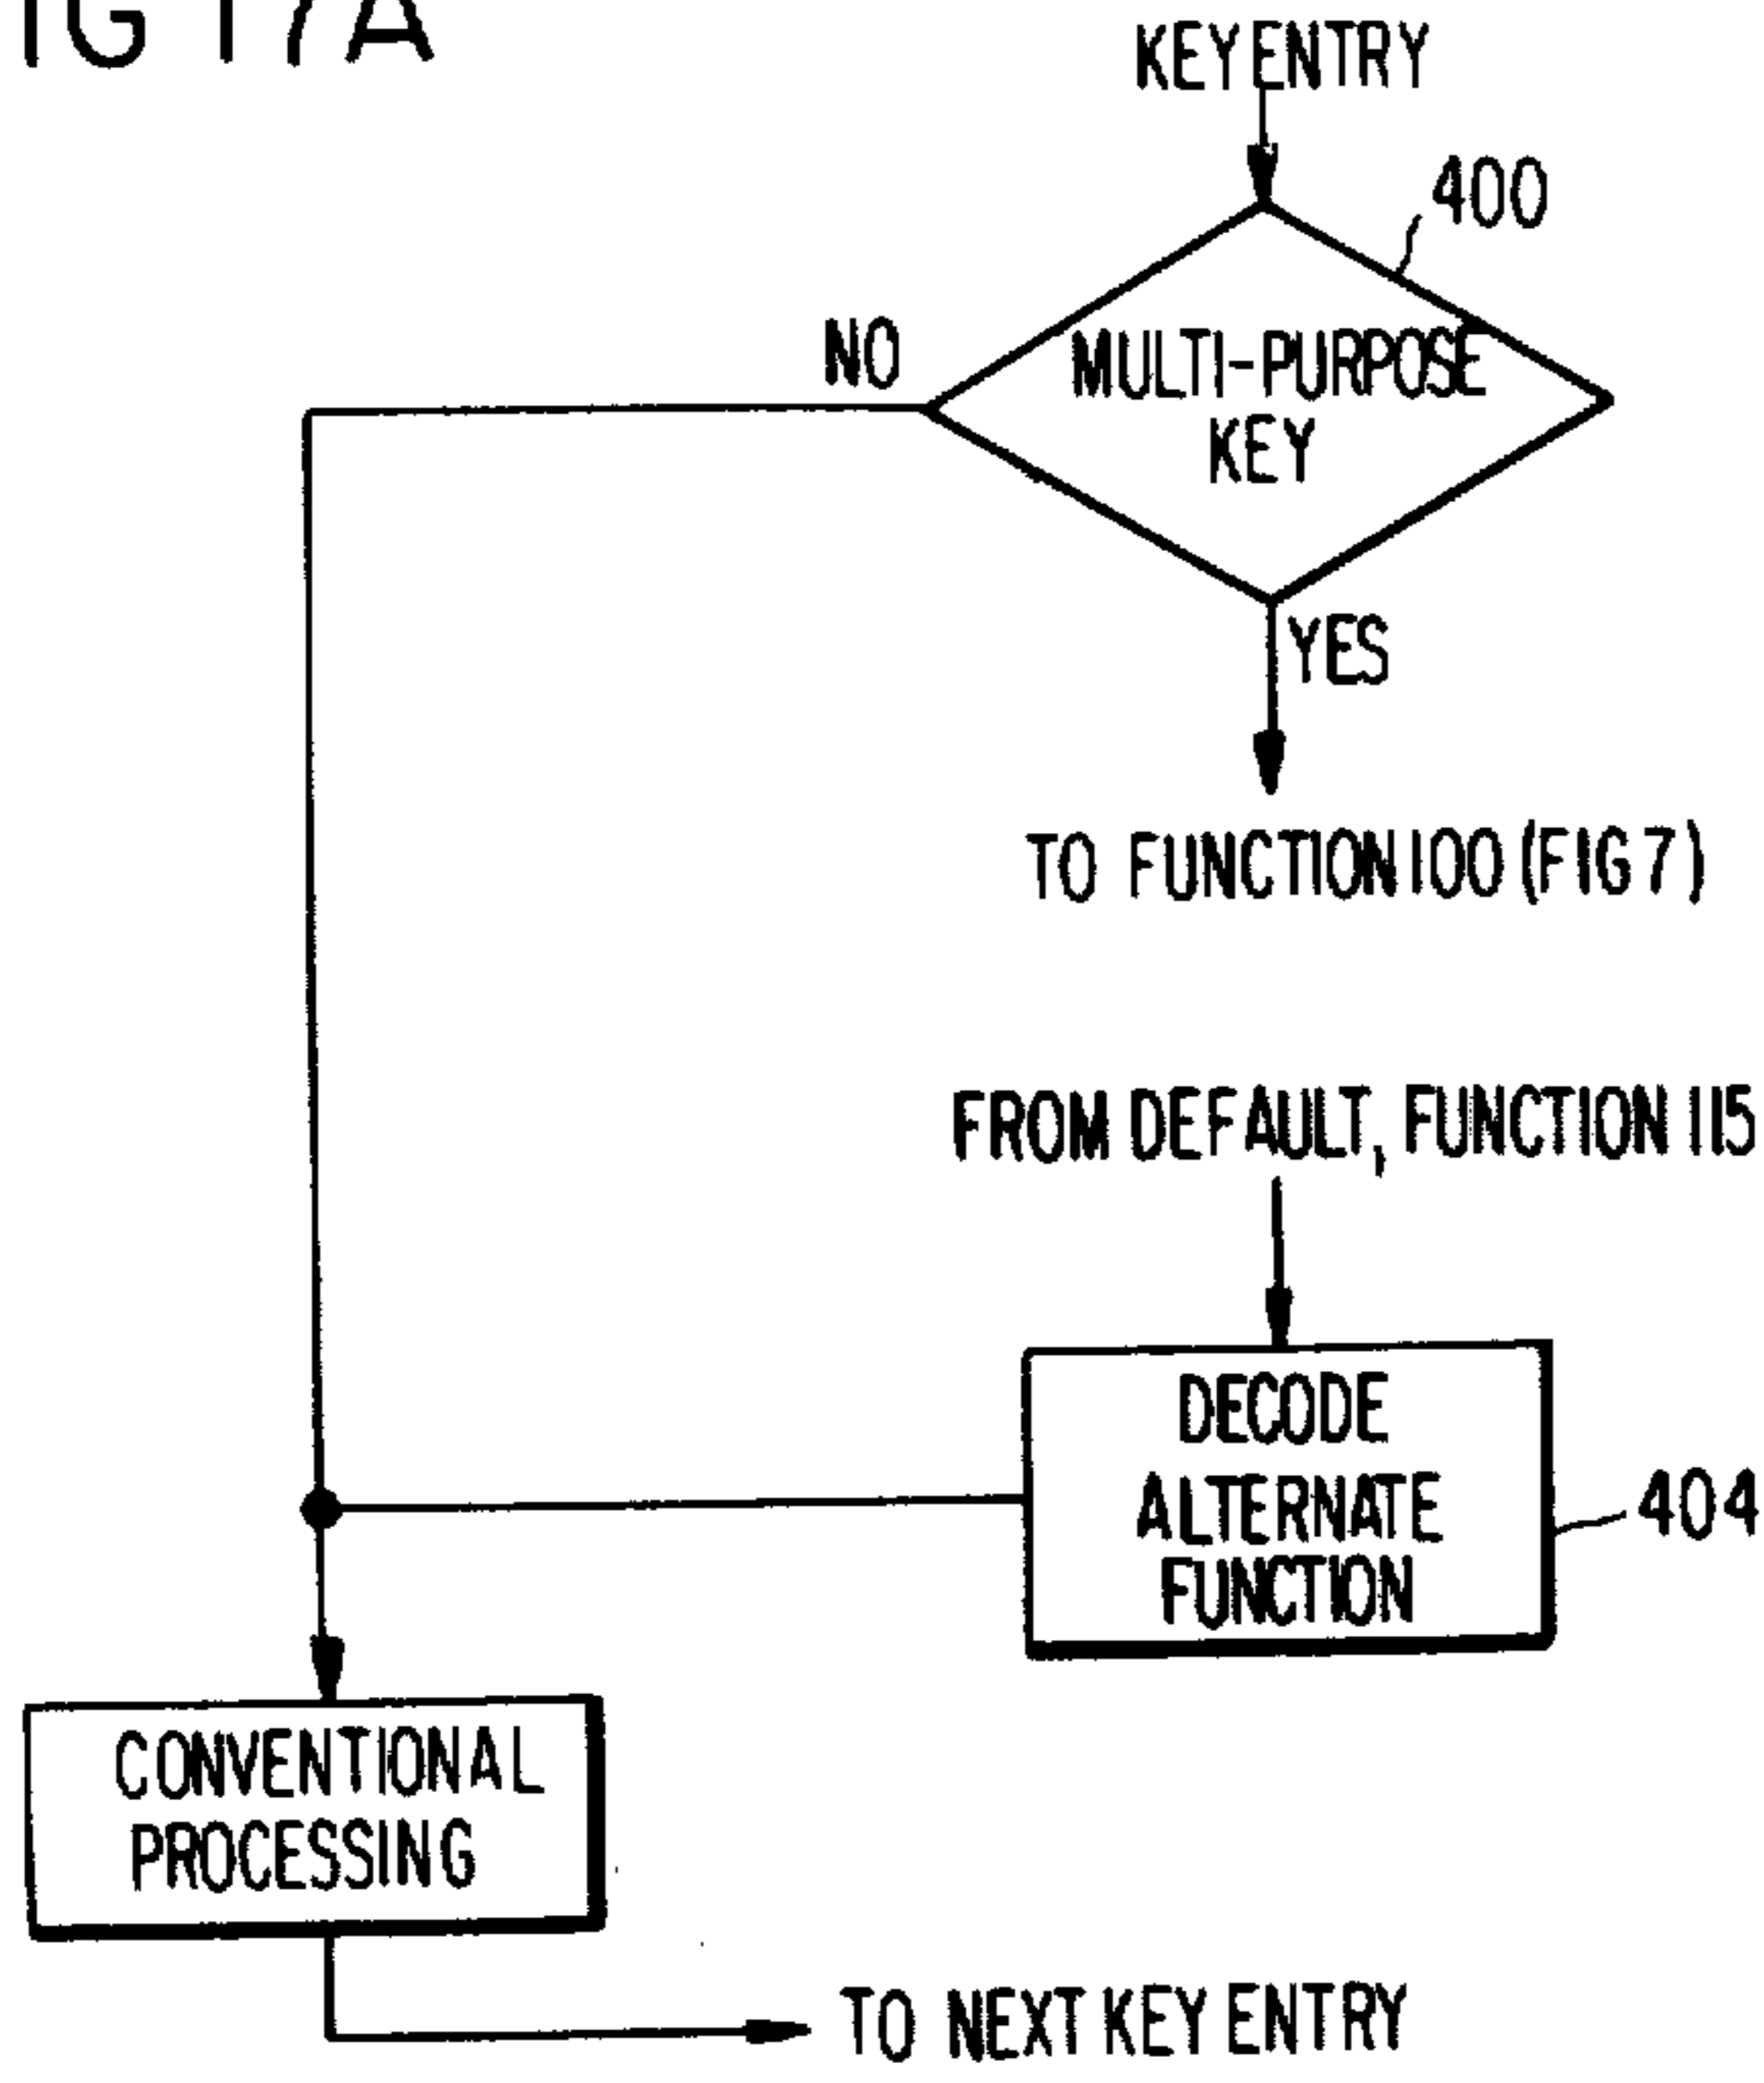 IG 17A
KEY ENTRY
400
NO
MULTI-PURPOSE
KEY
YES
TO FUNCTION 100 (FIG 7)
FROM DEFAULT, FUNCTION 115
DECODE
ALTERNATE
FUNCTION
404
CONVENTIONAL
PROCESSING
TO NEXT KEY ENTRY